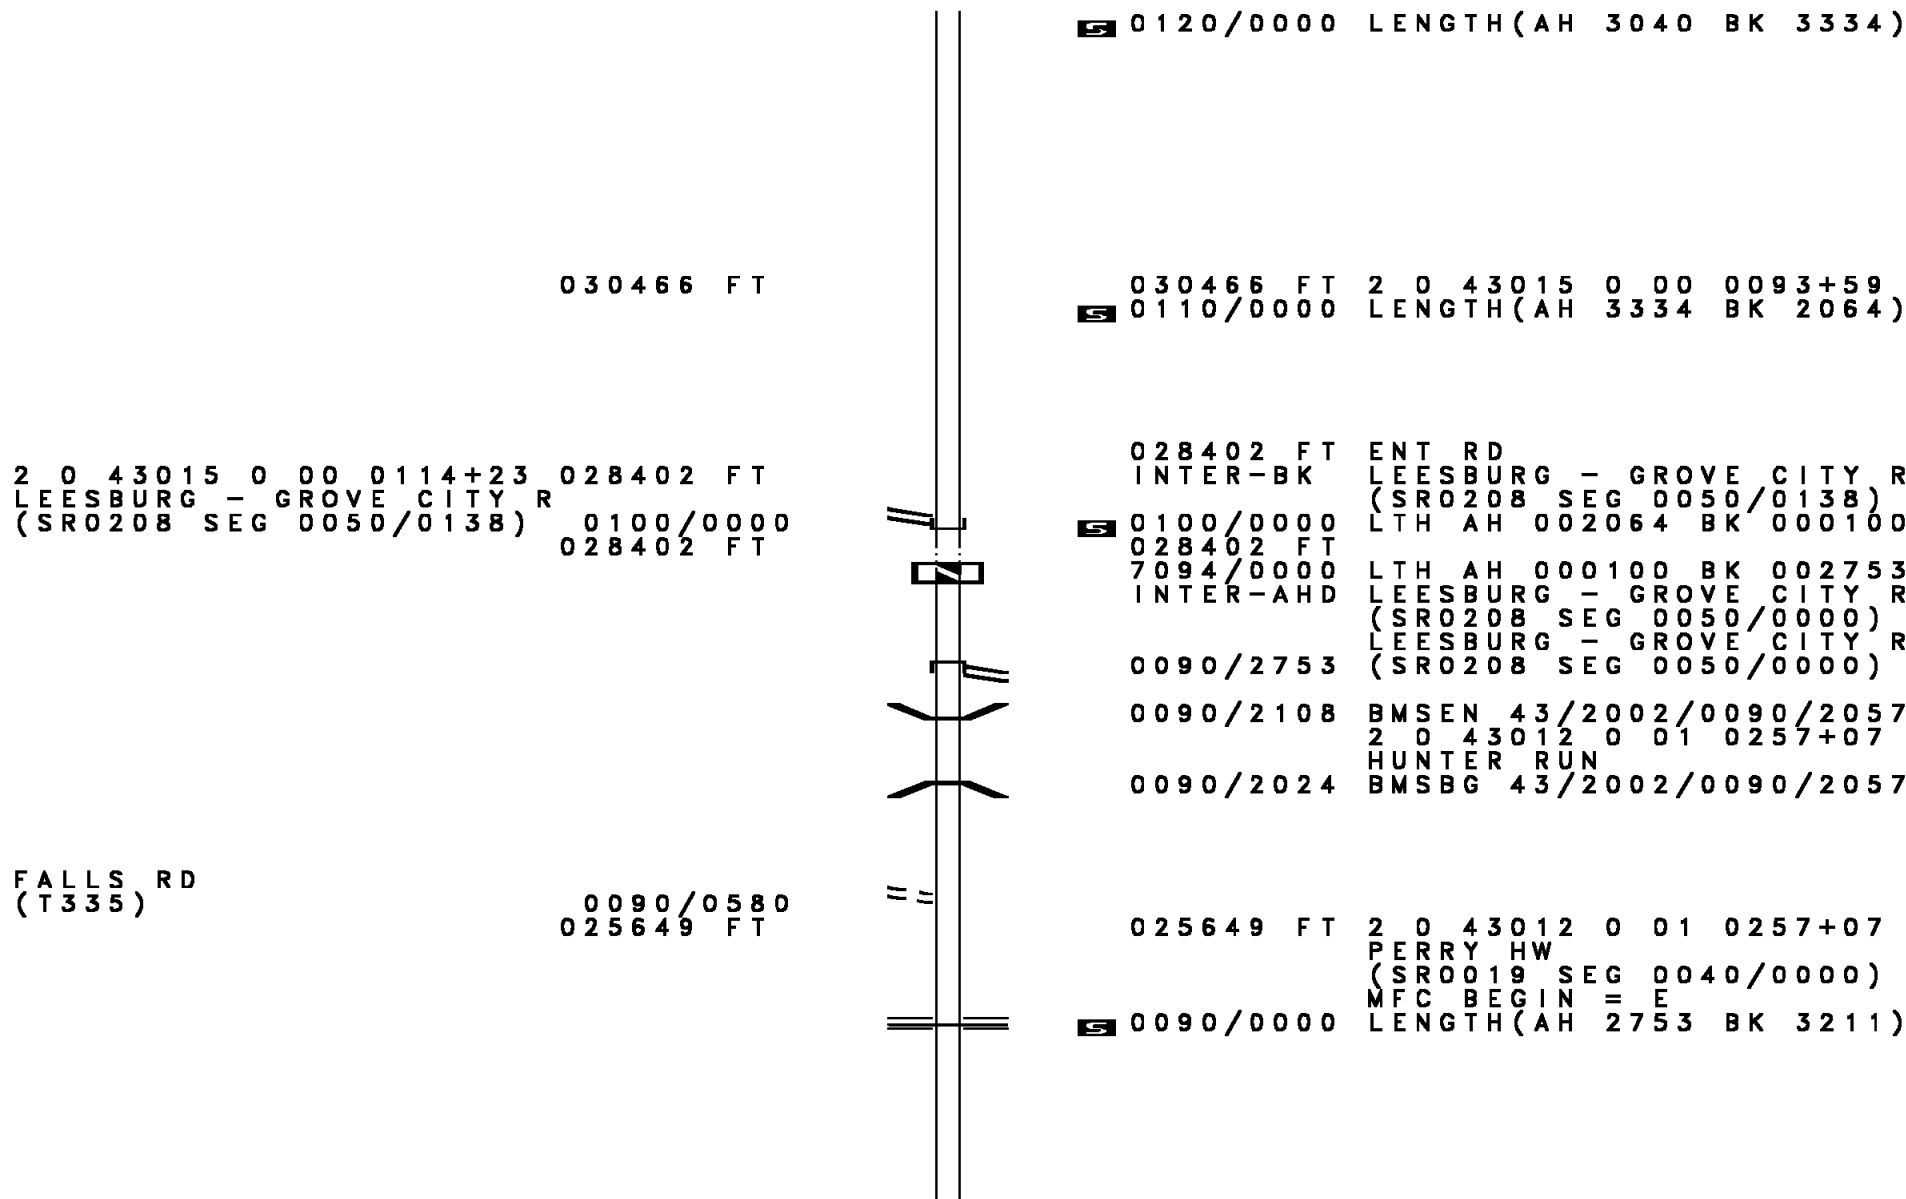 S 0120/0000 LENGTH(AH 3040 BK 3334)
030466 FT 030466 FT 2 0 43015 0 00 0093+59
S 0110/0000 LENGTH(AH 3334 BK 2064)
028402 FT ENT RD
2 0 43015 0 00 0114+23 028402 FT INTER-BK LEESBURG - GROVE CITY R
LEESBURG - GROVE CITY R (SR0208 SEG 0050/0138)
(SR0208 SEG 0050/0138) 0100/0000 S 0100/0000 LTH AH 002064 BK 000100
028402 FT 028402 FT
7094/0000 LTH AH 000100 BK 002753
INTER-AHD LEESBURG - GROVE CITY R
(SR0208 SEG 0050/0000)
LEESBURG - GROVE CITY R
0090/2753 (SR0208 SEG 0050/0000)
0090/2108 BMSEN 43/2002/0090/2057
2 0 43012 0 01 0257+07
HUNTER RUN
0090/2024 BMSBG 43/2002/0090/2057
FALLS RD
(T335) 0090/0580
025649 FT 025649 FT 2 0 43012 0 01 0257+07
PERRY HW
(SR0019 SEG 0040/0000)
MFC BEGIN = E
S 0090/0000 LENGTH(AH 2753 BK 3211)